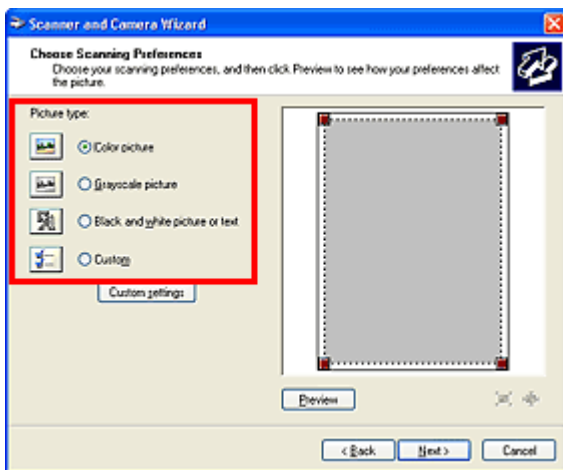 Scanner and Camera Wizard
Choose Scanning Preferences
Choose your scanning preferences, and then click Preview to see how your preferences affect
the picture.
Picture type:
Color picture
Grayscale picture
Black and white picture or text
Custom
Custom settings
Preview
< Back
Next >
Cancel